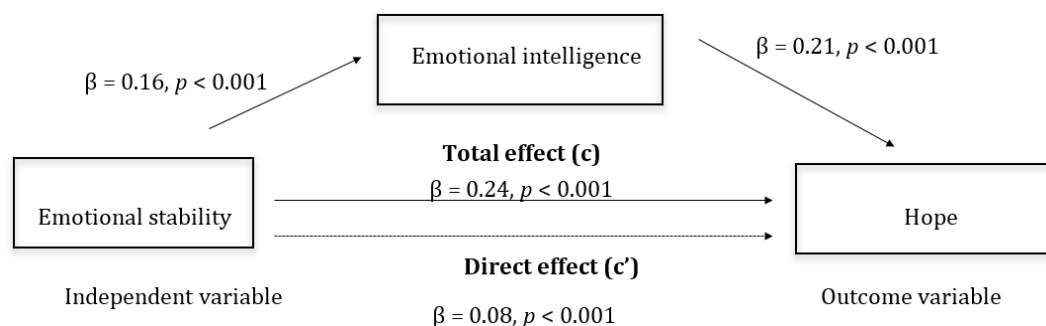 Emotional intelligence
β = 0.16, p < 0.001
β = 0.21, p < 0.001
Total effect (c)
β = 0.24, p < 0.001
Emotional stability
Hope
Direct effect (c’)
Independent variable
Outcome variable
β = 0.08, p < 0.001